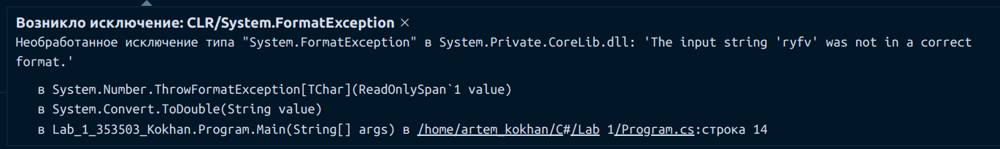 Возникло исключение: CLR/System.FormatException ×
Необработанное исключение типа "System.FormatException" в System.Private.CoreLib.dll: 'The input string 'ryfv' was not in a correct
format.'
в System.Number.ThrowFormatException[TChar](ReadOnlySpan`1 value)
в System.Convert.ToDouble(String value)
в Lab_1_353503_Kokhan.Program.Main(String[] args) в /home/artem_kokhan/C#/Lab 1/Program.cs:строка 14